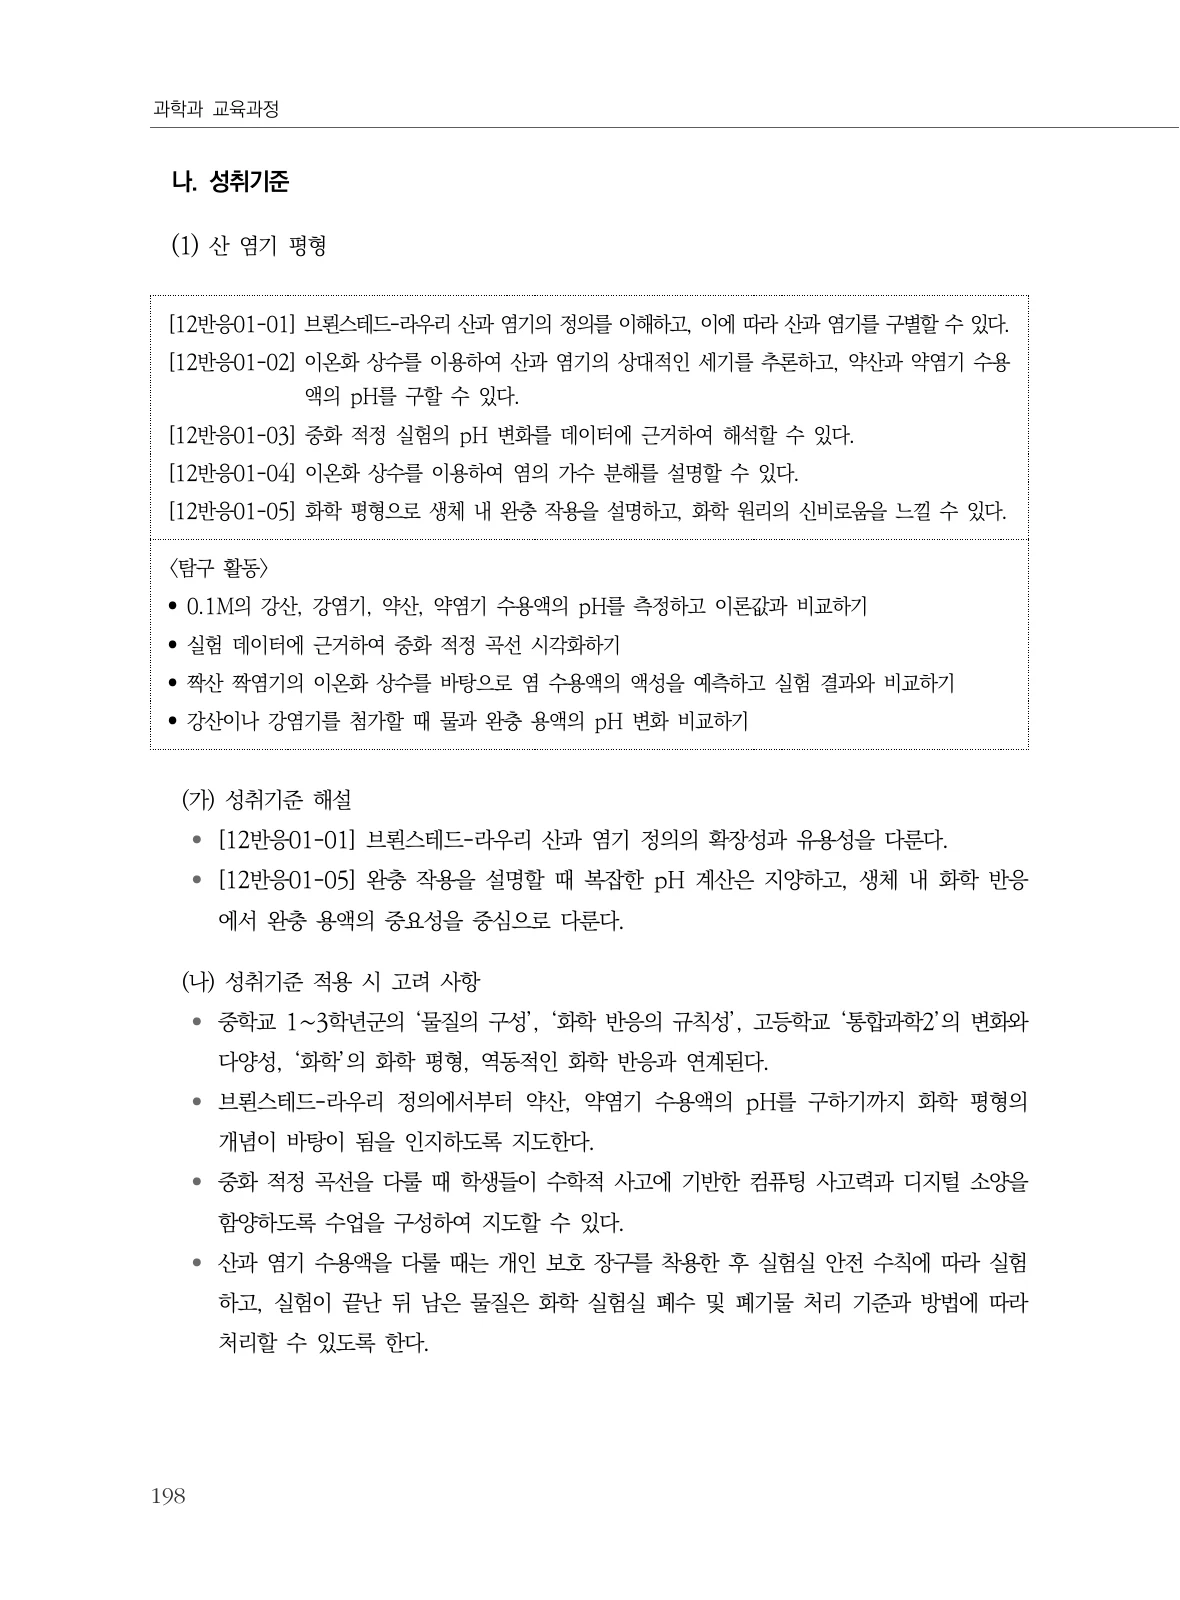 과학과 교육과정
나. 성취기준
(1) 산 염기 평형
[12반응01-01] 브뢴스테드-라우리 산과 염기의 정의를 이해하고, 이에 따라 산과 염기를 구별할 수 있다.
[12반응01-02] 이온화 상수를 이용하여 산과 염기의 상대적인 세기를 추론하고, 약산과 약염기 수용
액의 pH를 구할 수 있다.
[12반응01-03] 중화 적정 실험의 pH 변화를 데이터에 근거하여 해석할 수 있다.
[12반응01-04] 이온화 상수를 이용하여 염의 가수 분해를 설명할 수 있다.
[12반응01-05] 화학 평형으로 생체 내 완충 작용을 설명하고, 화학 원리의 신비로움을 느낄 수 있다.
〈탐구 활동〉
• 0.1M의 강산, 강염기, 약산, 약염기 수용액의 pH를 측정하고 이론값과 비교하기
• 실험 데이터에 근거하여 중화 적정 곡선 시각화하기
• 짝산 짝염기의 이온화 상수를 바탕으로 염 수용액의 액성을 예측하고 실험 결과와 비교하기
• 강산이나 강염기를 첨가할 때 물과 완충 용액의 pH 변화 비교하기
(가) 성취기준 해설
• [12반응01-01] 브뢴스테드-라우리 산과 염기 정의의 확장성과 유용성을 다룬다.
• [12반응01-05] 완충 작용을 설명할 때 복잡한 pH 계산은 지양하고, 생체 내 화학 반응
에서 완충 용액의 중요성을 중심으로 다룬다.
(나) 성취기준 적용 시 고려 사항
• 중학교 1~3학년군의 ‘물질의 구성’, ‘화학 반응의 규칙성’, 고등학교 ‘통합과학2’의 변화와
다양성, ‘화학’의 화학 평형, 역동적인 화학 반응과 연계된다.
• 브뢴스테드-라우리 정의에서부터 약산, 약염기 수용액의 pH를 구하기까지 화학 평형의
개념이 바탕이 됨을 인지하도록 지도한다.
• 중화 적정 곡선을 다룰 때 학생들이 수학적 사고에 기반한 컴퓨팅 사고력과 디지털 소양을
함양하도록 수업을 구성하여 지도할 수 있다.
• 산과 염기 수용액을 다룰 때는 개인 보호 장구를 착용한 후 실험실 안전 수칙에 따라 실험
하고, 실험이 끝난 뒤 남은 물질은 화학 실험실 폐수 및 폐기물 처리 기준과 방법에 따라
처리할 수 있도록 한다.
198